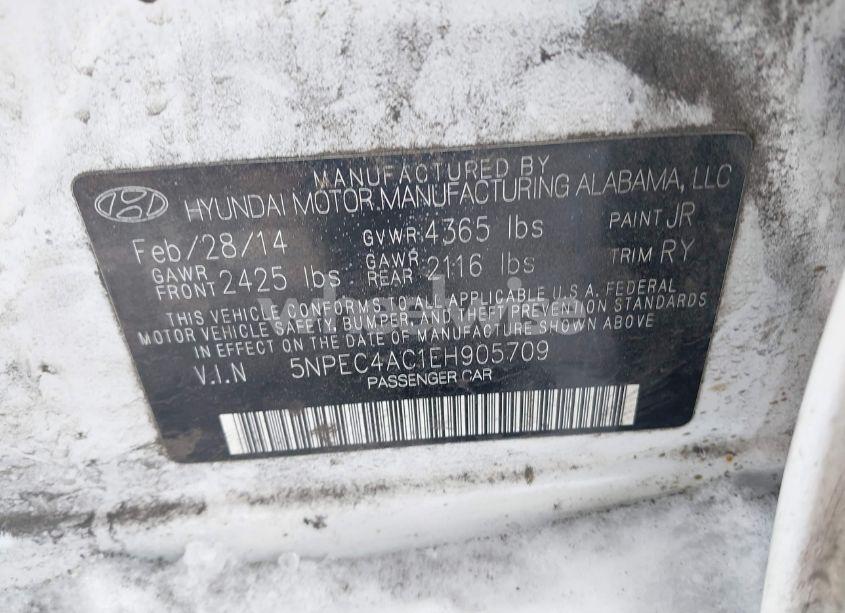 MANUFACTURED BY
HYUNDAI MOTOR MANUFACTURING ALABAMA, LLC
Feb/28/14 GVWR: 4365 lbs PAINT JR
GAWR FRONT 2425 lbs GAWR REAR 2116 lbs TRIM RY
THIS VEHICLE CONFORMS TO ALL APPLICABLE U.S.A. FEDERAL
MOTOR VEHICLE SAFETY, BUMPER, AND THEFT PREVENTION STANDARDS
IN EFFECT ON THE DATE OF MANUFACTURE SHOWN ABOVE
V.I.N 5NPEC4AC1EH905709
PASSENGER CAR